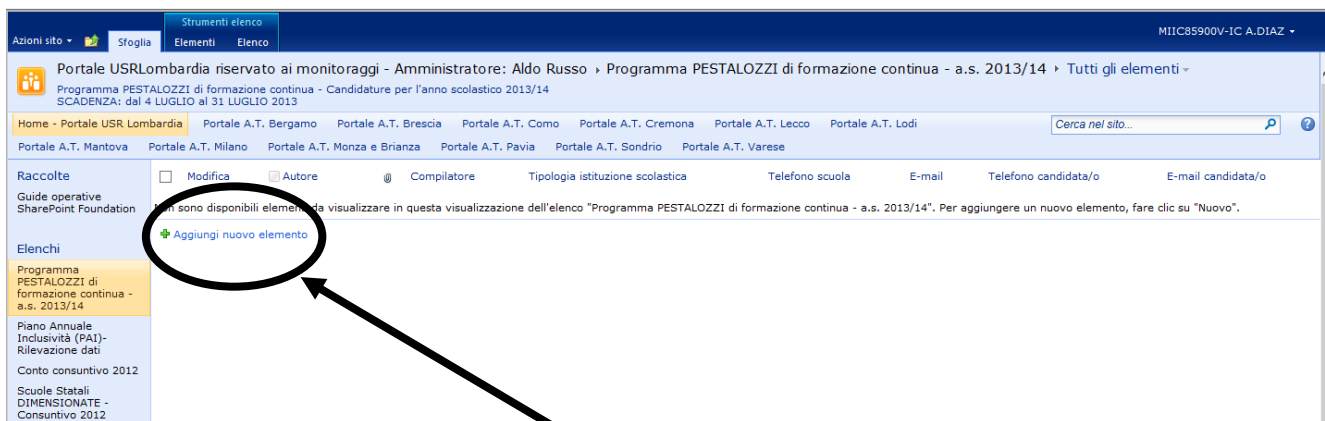 Strumenti elenco
Azioni sito Sfoglia Elementi Elenco MIIC85900V-IC A.DIAZ
Portale USRLombardia riservato ai monitoraggi - Amministratore: Aldo Russo Programma PESTALOZZI di formazione continua - a.s. 2013/14 Tutti gli elementi
Programma PESTALOZZI di formazione continua - Candidature per l'anno scolastico 2013/14
SCADENZA: dal 4 LUGLIO al 31 LUGLIO 2013
Home - Portale USR Lombardia Portale A.T. Bergamo Portale A.T. Brescia Portale A.T. Como Portale A.T. Cremona Portale A.T. Lecco Portale A.T. Lodi Cerca nel sito...
Portale A.T. Mantova Portale A.T. Milano Portale A.T. Monza e Brianza Portale A.T. Pavia Portale A.T. Sondrio Portale A.T. Varese
Raccolte
Guide operative
SharePoint Foundation
Elenchi
Programma
PESTALOZZI di
formazione continua -
a.s. 2013/14
Piano Annuale
Inclusività (PAI)-
Rilevazione dati
Conto consuntivo 2012
Scuole Statali
DIMENSIONATE -
Consuntivo 2012
Modifica Autore Compilatore Tipologia istituzione scolastica Telefono scuola E-mail Telefono candidata/o E-mail candidata/o
Non sono disponibili elementi da visualizzare in questa visualizzazione dell'elenco "Programma PESTALOZZI di formazione continua - a.s. 2013/14". Per aggiungere un nuovo elemento, fare clic su "Nuovo".
Aggiungi nuovo elemento